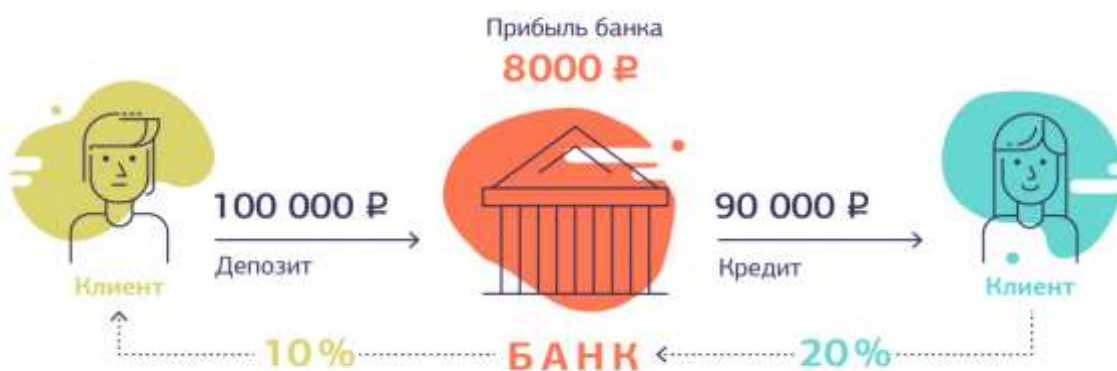 Прибыль банка
8000 ₽
100 000 ₽
Депозит
90 000 ₽
Кредит
Клиент
Клиент
10%
БАНК
20%